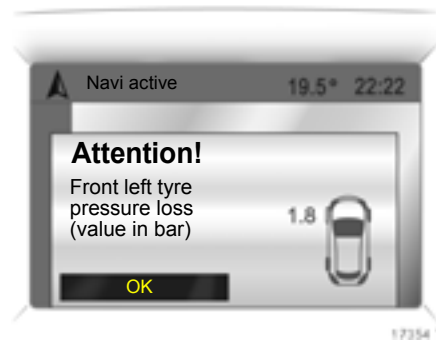 Navi active 19.5° 22:22
Attention!
Front left tyre
pressure loss
(value in bar)
1.8
OK
17354